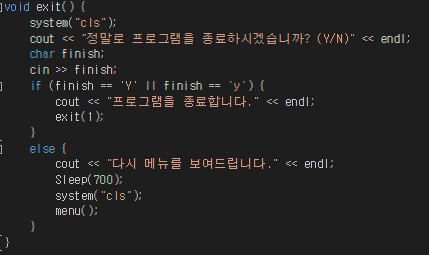 void exit() {
system("cls");
cout << "정말로 프로그램을 종료하시겠습니까? (Y/N)" << endl;
char finish;
cin >> finish;
if (finish == 'Y' || finish == 'y') {
cout << "프로그램을 종료합니다." << endl;
exit(1);
}
else {
cout << "다시 메뉴를 보여드립니다." << endl;
Sleep(700);
system("cls");
menu();
}
}